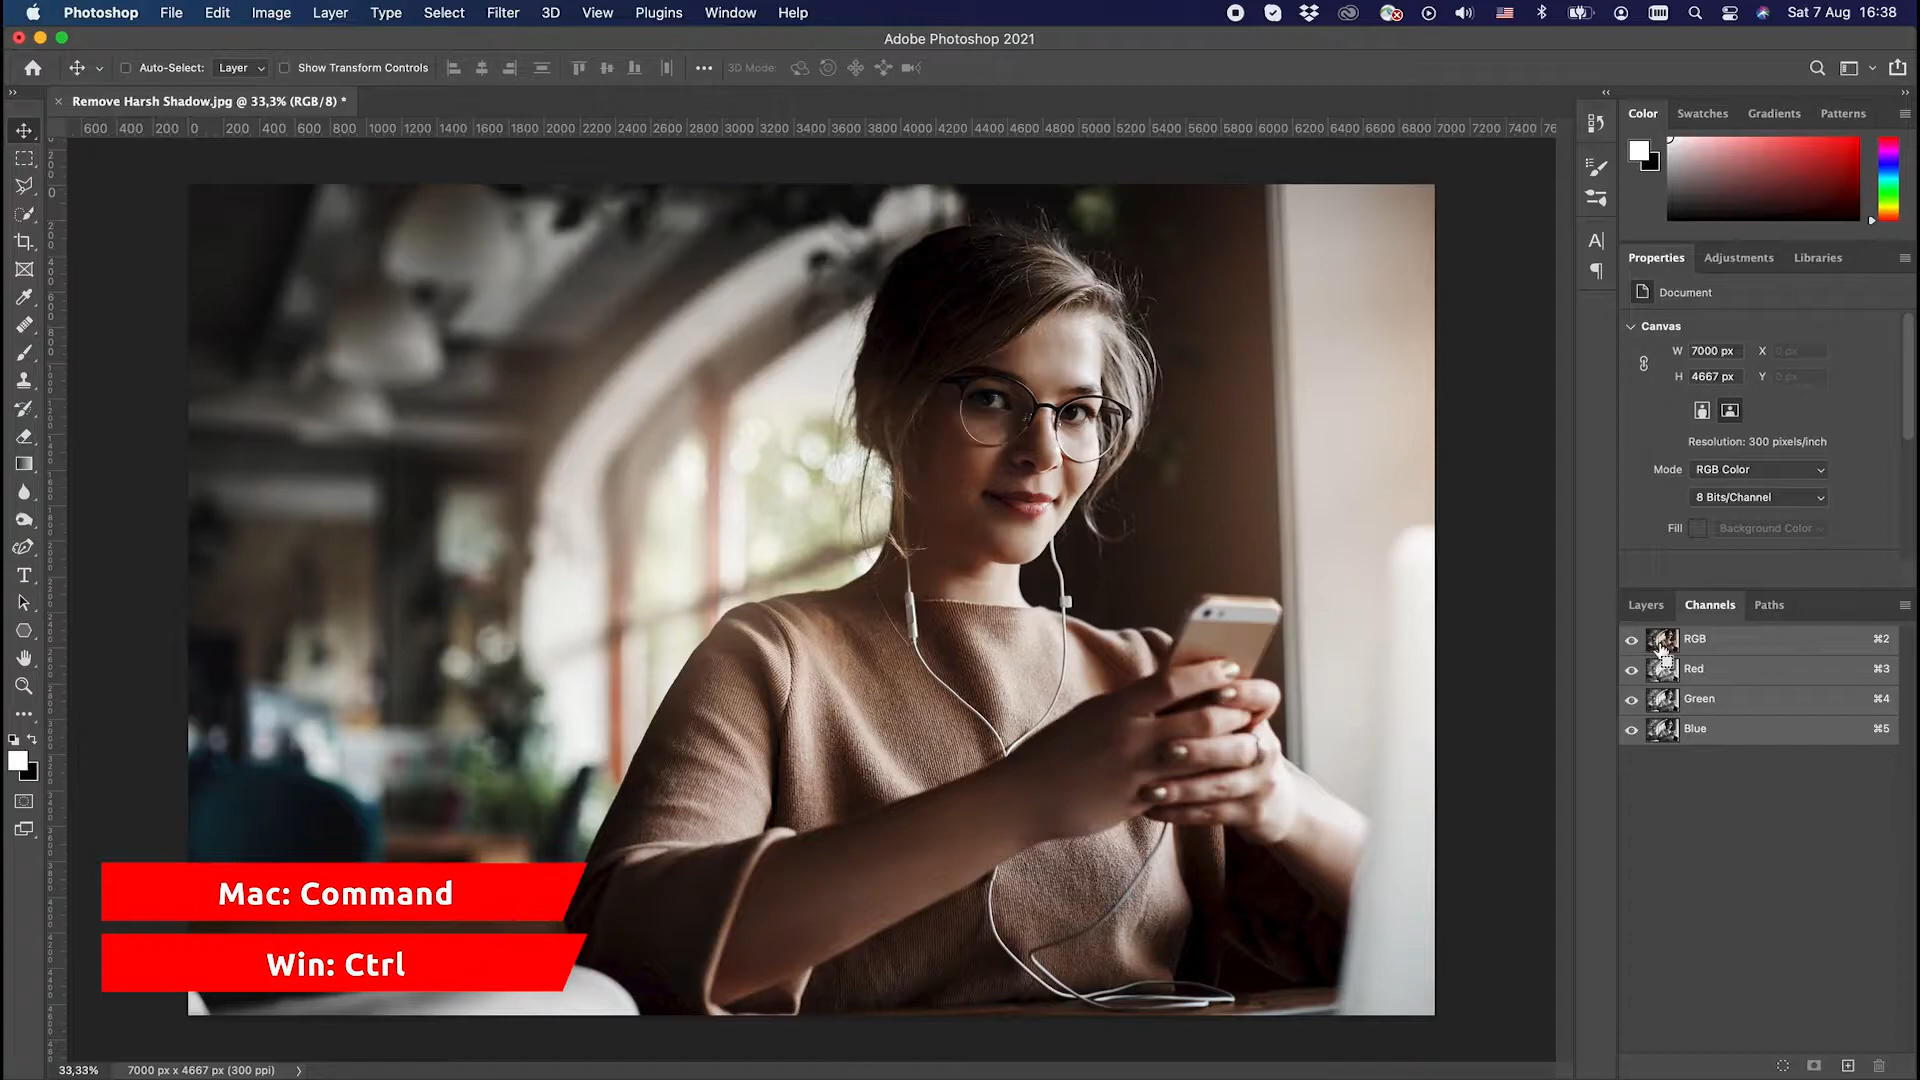 Photoshop File Edit Image Layer Type Select Filter 3D View Plugins Window Help Sat 7 Aug 16:38
Adobe Photoshop 2021
Auto-Select: Layer Show Transform Controls 3D Mode:
Remove Harsh Shadow.jpg @ 33,3% (RGB/8) *
600 400 200 0 200 400 600 800 1000 1200 1400 1600 1800 2000 2200 2400 2600 2800 3000 3200 3400 3600 3800 4000 4200 4400 4600 4800 5000 5200 5400 5600 5800 6000 6200 6400 6600 6800 7000 7200 7400
Color Swatches Gradients Patterns
Properties Adjustments Libraries
Document
Canvas
W 7000 px X 0 px
H 4667 px Y 0 px
Resolution: 300 pixels/inch
Mode RGB Color
8 Bits/Channel
Fill Background Color
Layers Channels Paths
RGB ⌘2
Red ⌘3
Green ⌘4
Blue ⌘5
Mac: Command
Win: Ctrl
33,33% 7000 px x 4667 px (300 ppi)